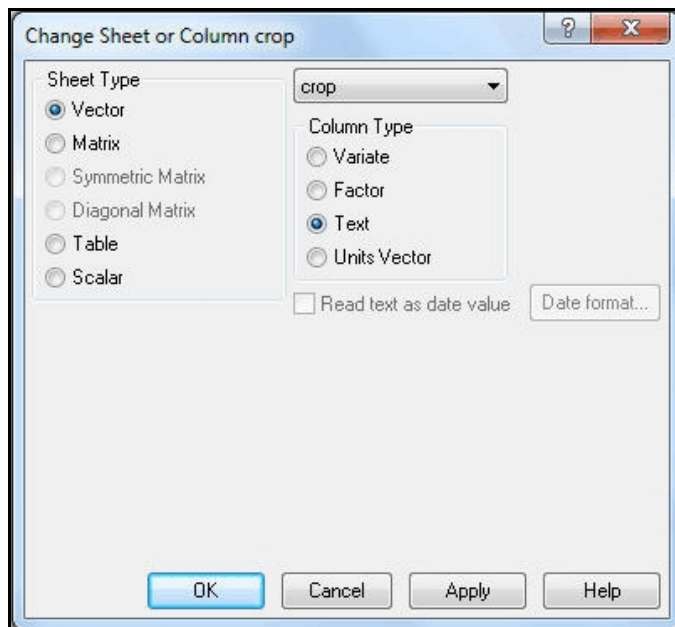 Change Sheet or Column crop
Sheet Type
Vector
Matrix
Symmetric Matrix
Diagonal Matrix
Table
Scalar
crop
Column Type
Variate
Factor
Text
Units Vector
Read text as date value
Date format...
OK
Cancel
Apply
Help